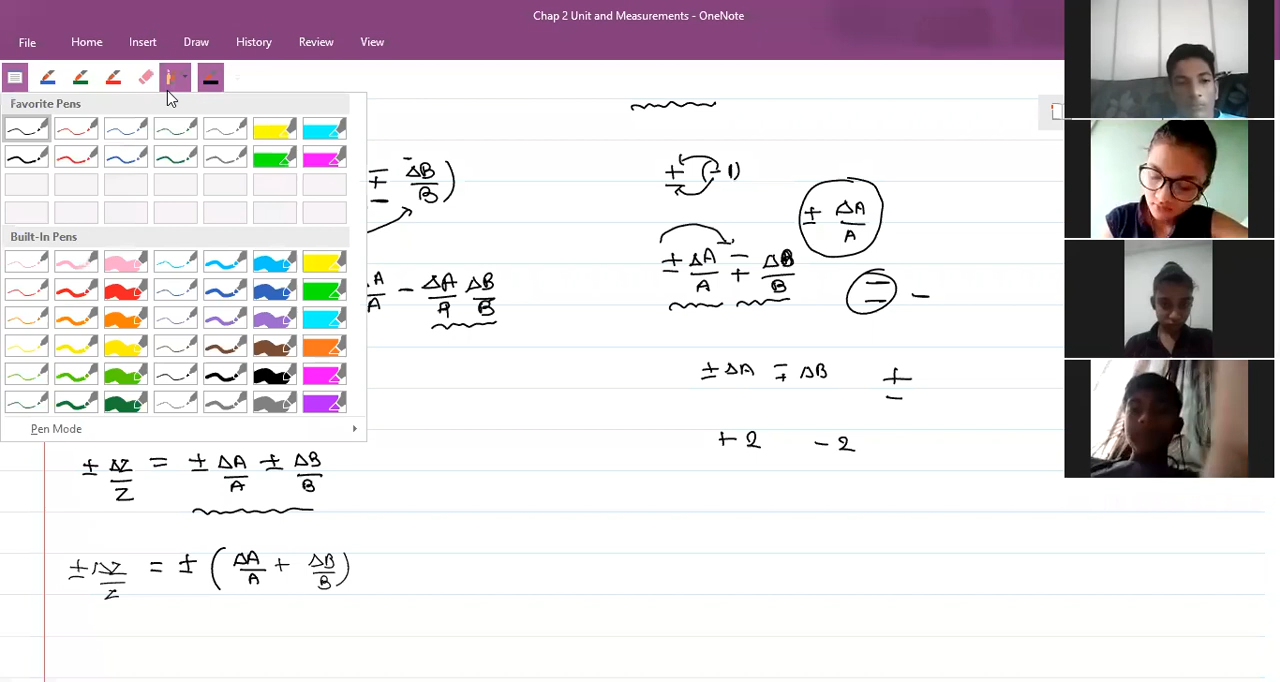 Chap 2 Unit and Measurements - OneNote
File Home Insert Draw History Review View
Favorite Pens
Built-In Pens
Pen Mode
∓ ΔB/B)
A/A − ΔA/A ΔB/B
± ΔZ/Z = ± ΔA/A ± ΔB/B
± ΔZ/Z = ± (ΔA/A + ΔB/B)
± (−1)
± ΔA/A
± ΔA/A ∓ ΔB/B
= −
± ΔA ∓ ΔB ±
+2 −2